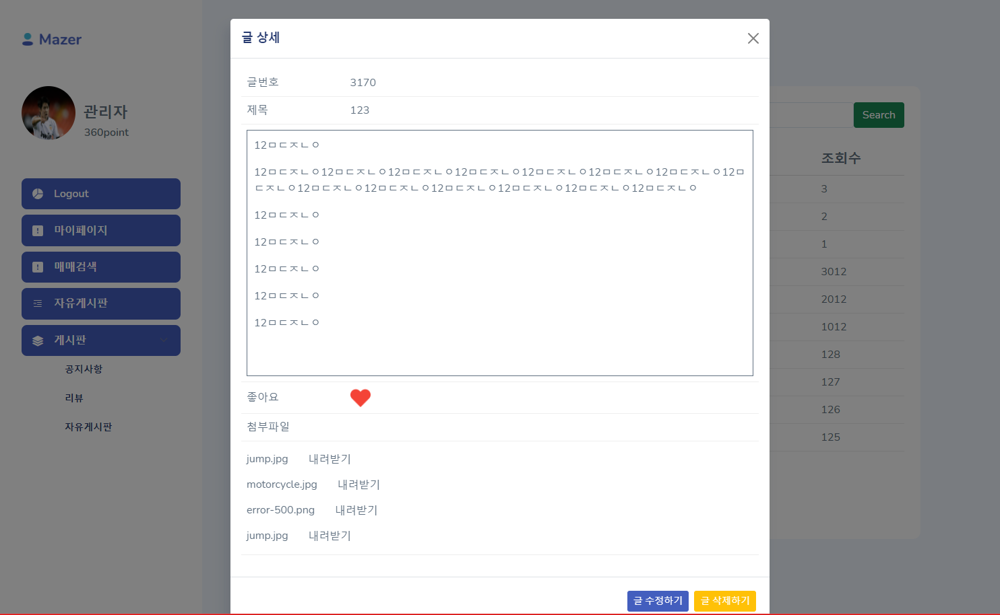 Mazer
관리자
360point
Logout
마이페이지
매매검색
자유게시판
게시판
공지사항
리뷰
자유게시판
글 상세
글번호 3170
제목 123
12ㅁㄷㅈㄴㅇ
12ㅁㄷㅈㄴㅇ12ㅁㄷㅈㄴㅇ12ㅁㄷㅈㄴㅇ12ㅁㄷㅈㄴㅇ12ㅁㄷㅈㄴㅇ12ㅁㄷㅈㄴㅇ12ㅁㄷㅈㄴㅇ12ㅁ
ㄷㅈㄴㅇ12ㅁㄷㅈㄴㅇ12ㅁㄷㅈㄴㅇ12ㅁㄷㅈㄴㅇ12ㅁㄷㅈㄴㅇ12ㅁㄷㅈㄴㅇ12ㅁㄷㅈㄴㅇ
12ㅁㄷㅈㄴㅇ
12ㅁㄷㅈㄴㅇ
12ㅁㄷㅈㄴㅇ
12ㅁㄷㅈㄴㅇ
12ㅁㄷㅈㄴㅇ
좋아요
첨부파일
jump.jpg 내려받기
motorcycle.jpg 내려받기
error-500.png 내려받기
jump.jpg 내려받기
글 수정하기 글 삭제하기
Search
조회수
3
2
1
3012
2012
1012
128
127
126
125